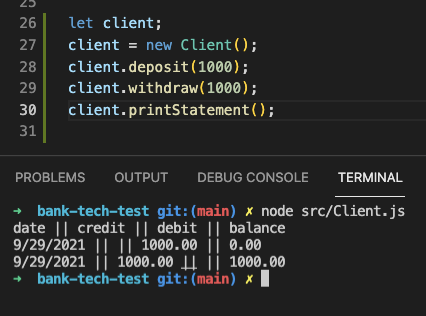 25
26 let client;
27 client = new Client();
28 client.deposit(1000);
29 client.withdraw(1000);
30 client.printStatement();
31
PROBLEMS OUTPUT DEBUG CONSOLE TERMINAL
➜ bank-tech-test git:(main) ✗ node src/Client.js
date || credit || debit || balance
9/29/2021 || || 1000.00 || 0.00
9/29/2021 || 1000.00 || || 1000.00
➜ bank-tech-test git:(main) ✗